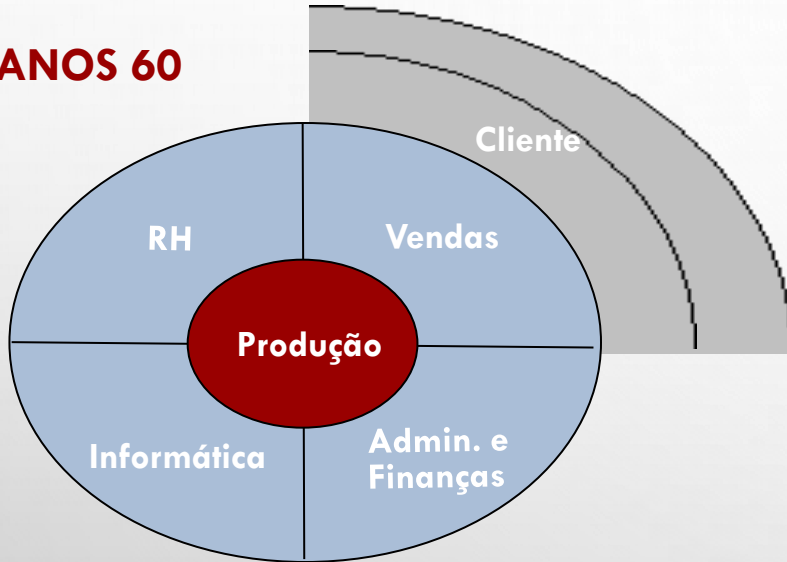 ANOS 60
Cliente
RH
Vendas
Produção
Informática
Admin. e
Finanças